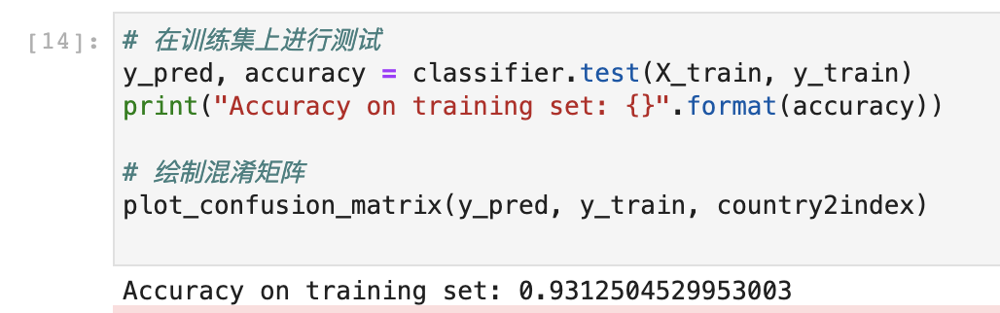 [14]:
# 在训练集上进行测试
y_pred, accuracy = classifier.test(X_train, y_train)
print("Accuracy on training set: {}".format(accuracy))
# 绘制混淆矩阵
plot_confusion_matrix(y_pred, y_train, country2index)
Accuracy on training set: 0.9312504529953003